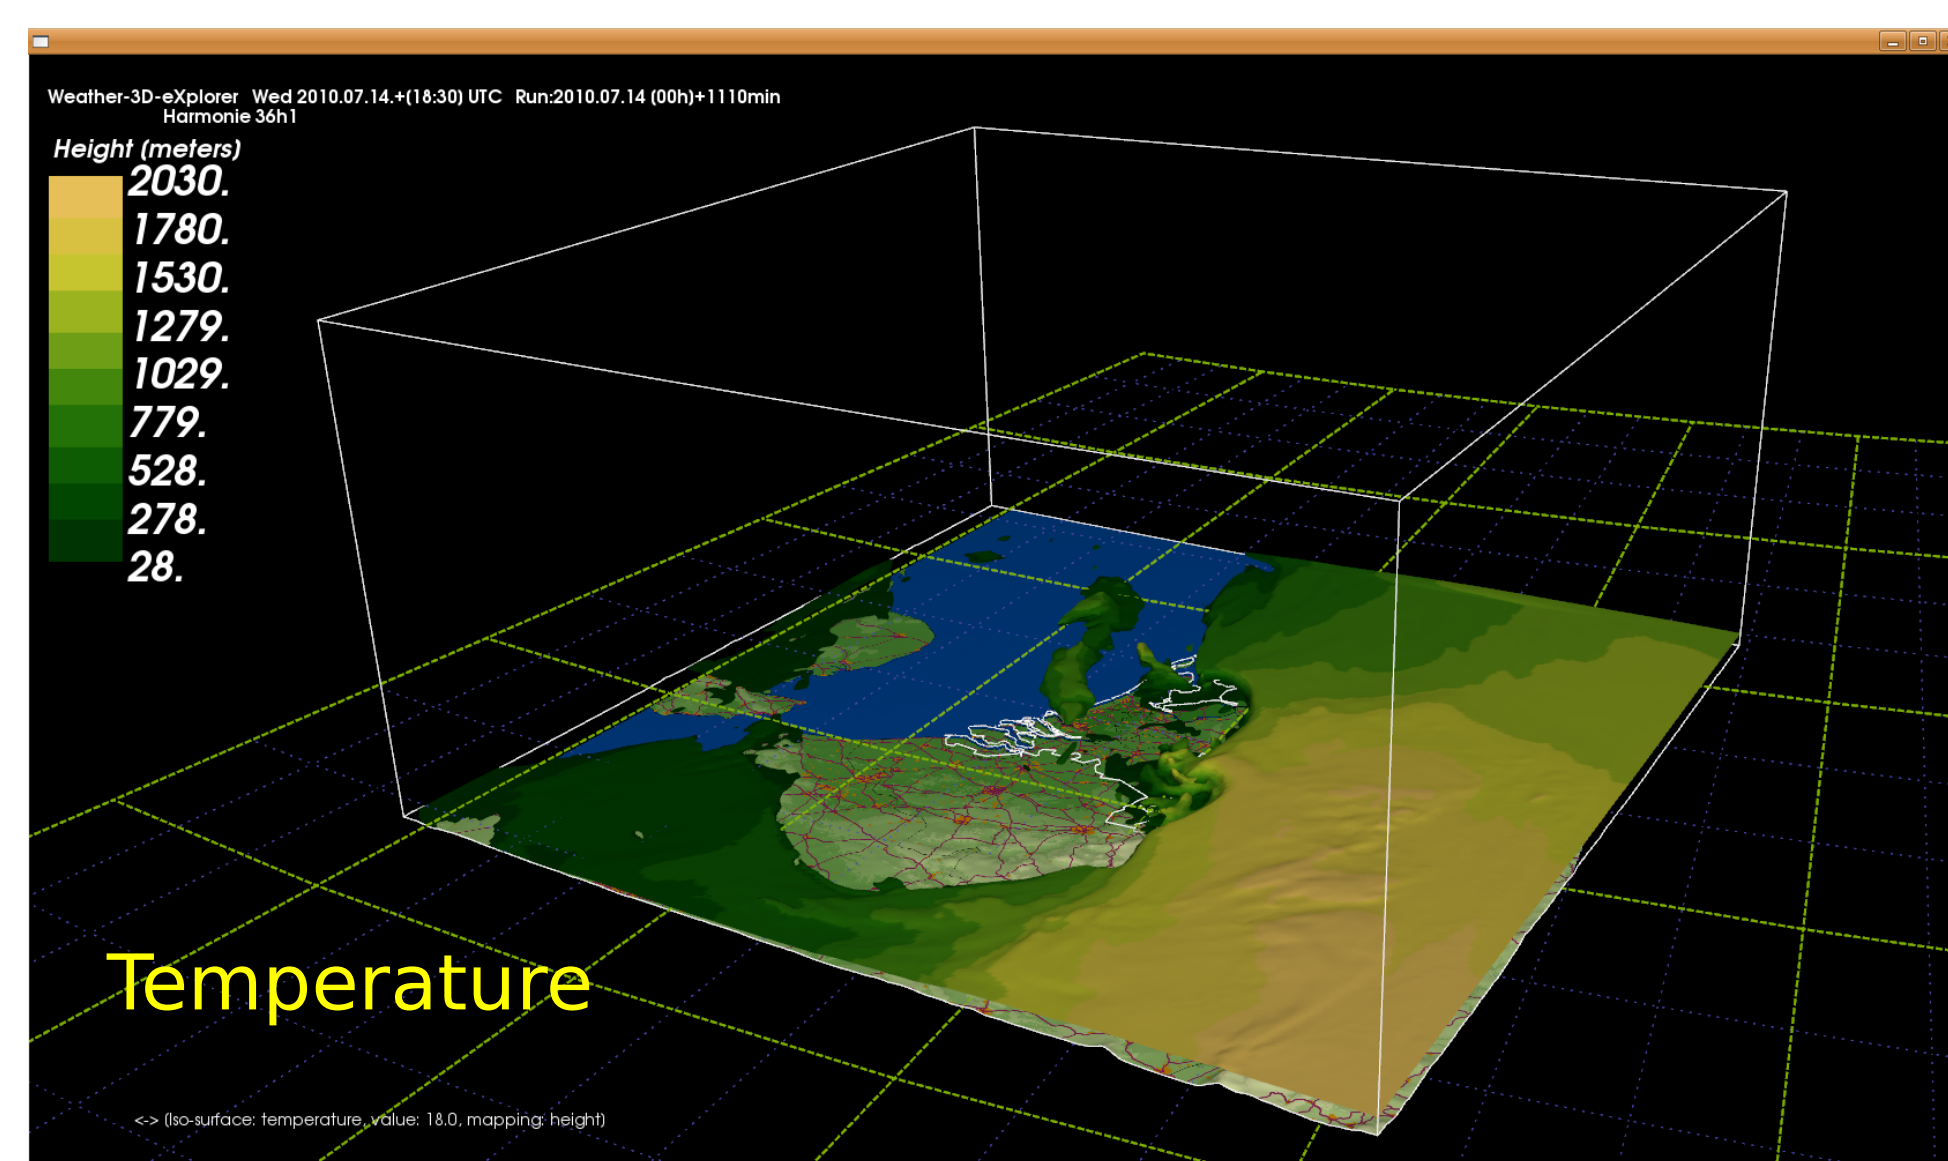 Weather-3D-eXplorer Wed 2010.07.14.+(18:30) UTC Run:2010.07.14 (00h)+1110min
Harmonie 36h1
Height (meters)
2030.
1780.
1530.
1279.
1029.
779.
528.
278.
28.
Temperature
<-> (Iso-surface: temperature, value: 18.0, mapping: height)